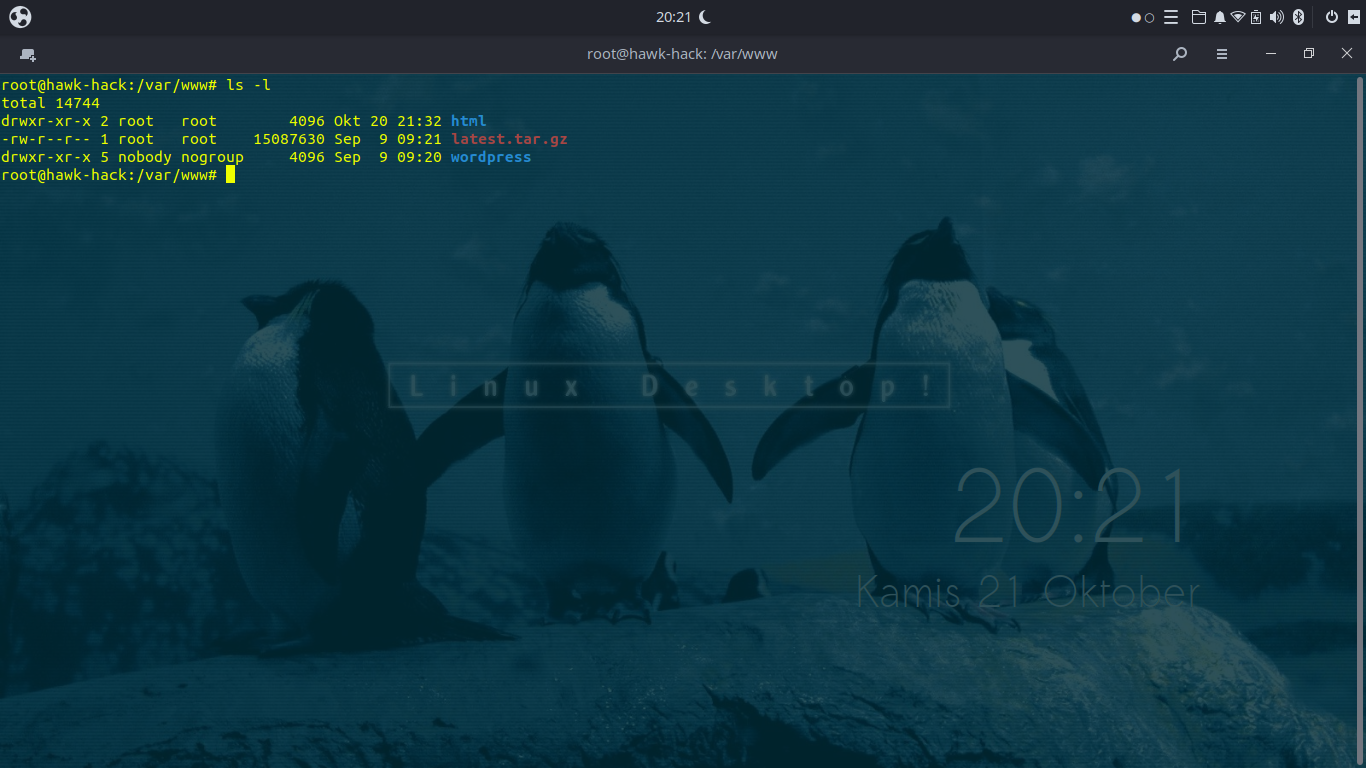 20:21
root@hawk-hack: /var/www
root@hawk-hack:/var/www# ls -l
total 14744
drwxr-xr-x 2 root   root        4096 Okt 20 21:32 html
-rw-r--r-- 1 root   root    15087630 Sep  9 09:21 latest.tar.gz
drwxr-xr-x 5 nobody nogroup     4096 Sep  9 09:20 wordpress
root@hawk-hack:/var/www#
Linux Desktop!
20:21
Kamis 21 Oktober